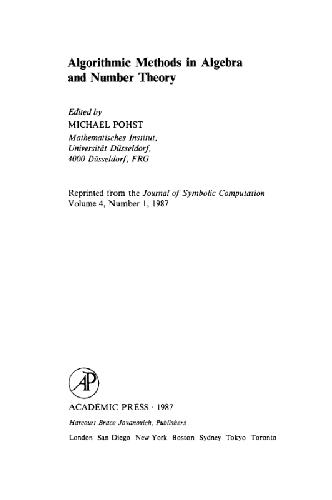 Algorithmic Methods in Algebra
and Number Theory
Edited by
MICHAEL POHST
Mathematisches Institut,
Universität Düsseldorf,
4000 Düsseldorf, FRG
Reprinted from the Journal of Symbolic Computation
Volume 4, Number 1, 1987
AP
ACADEMIC PRESS · 1987
Harcourt Brace Jovanovich, Publishers
London San Diego New York Boston Sydney Tokyo Toronto